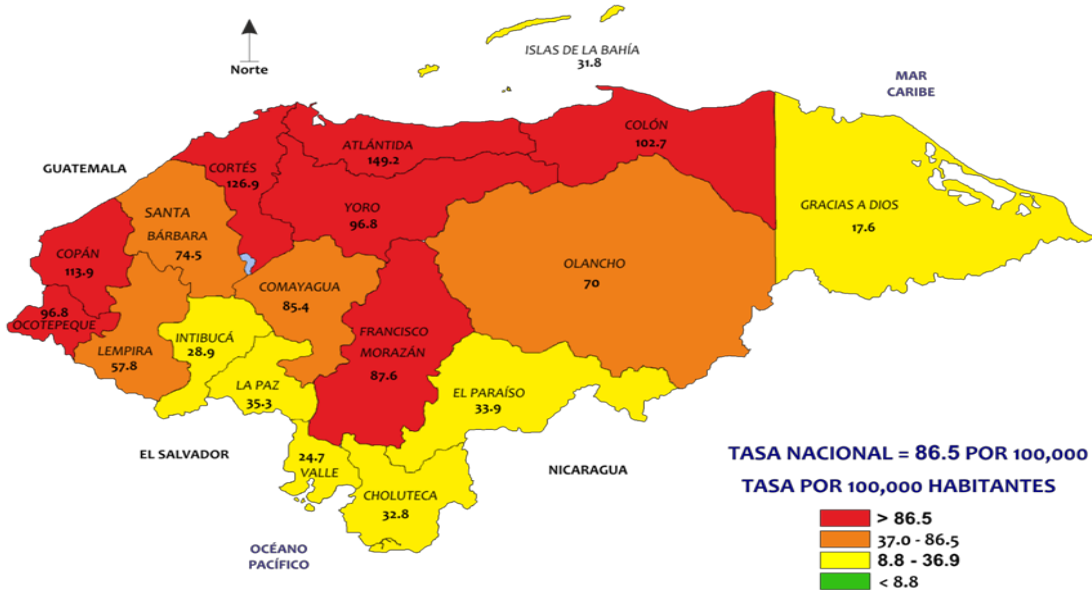 Norte
ISLAS DE LA BAHÍA
31.8
MAR
CARIBE
GUATEMALA
CORTÉS
126.9
ATLÁNTIDA
149.2
COLÓN
102.7
YORO
96.8
GRACIAS A DIOS
17.6
SANTA
BÁRBARA
74.5
COPÁN
113.9
OLANCHO
70
COMAYAGUA
85.4
96.8
OCOTEPEQUE
LEMPIRA
57.8
INTIBUCÁ
28.9
FRANCISCO
MORAZÁN
87.6
LA PAZ
35.3
EL PARAÍSO
33.9
EL SALVADOR
24.7
VALLE
CHOLUTECA
32.8
NICARAGUA
OCÉANO
PACÍFICO
TASA NACIONAL = 86.5 POR 100,000
TASA POR 100,000 HABITANTES
> 86.5
37.0 - 86.5
8.8 - 36.9
< 8.8